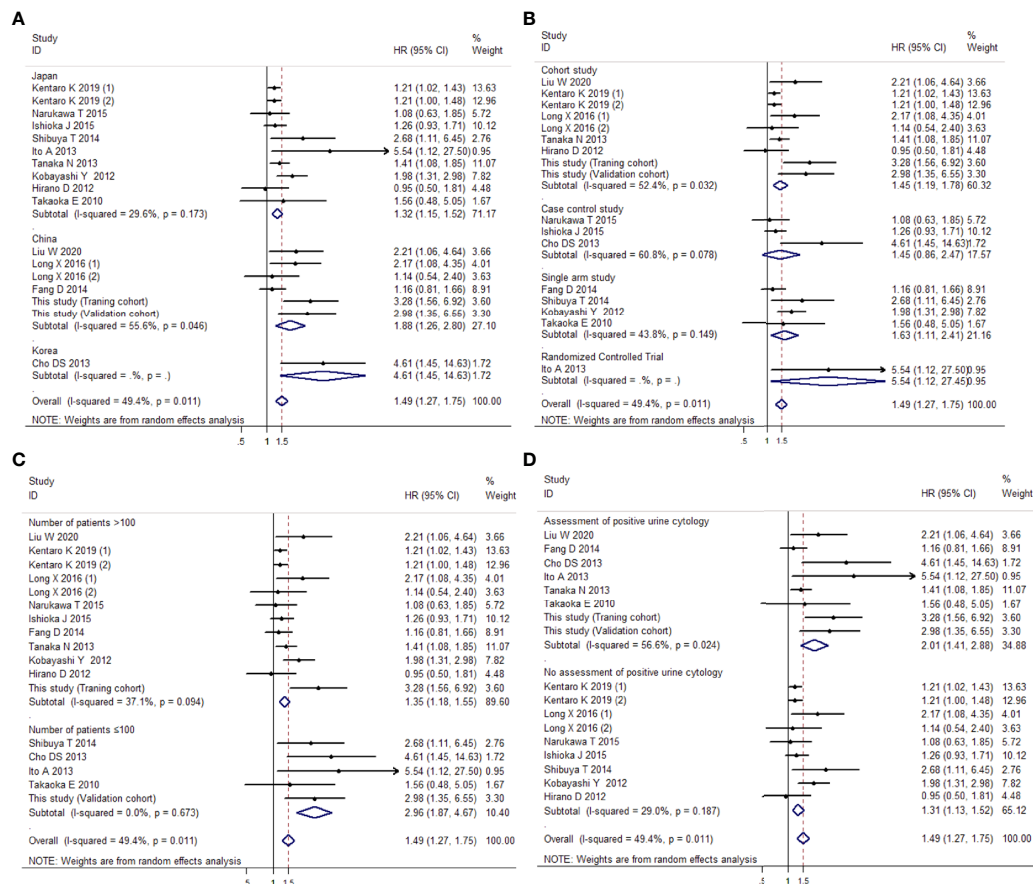 A
Study %
ID HR (95% CI) Weight
Japan
Kentaro K 2019 (1) 1.21 (1.02, 1.43) 13.63
Kentaro K 2019 (2) 1.21 (1.00, 1.48) 12.96
Narukawa T 2015 1.08 (0.63, 1.85) 5.72
Ishioka J 2015 1.26 (0.93, 1.71) 10.12
Shibuya T 2014 2.68 (1.11, 6.45) 2.76
Ito A 2013 5.54 (1.12, 27.50) 0.95
Tanaka N 2013 1.41 (1.08, 1.85) 11.07
Kobayashi Y 2012 1.98 (1.31, 2.98) 7.82
Hirano D 2012 0.95 (0.50, 1.81) 4.48
Takaoka E 2010 1.56 (0.48, 5.05) 1.67
Subtotal (I-squared = 29.6%, p = 0.173) 1.32 (1.15, 1.52) 71.17
.
China
Liu W 2020 2.21 (1.06, 4.64) 3.66
Long X 2016 (1) 2.17 (1.08, 4.35) 4.01
Long X 2016 (2) 1.14 (0.54, 2.40) 3.63
Fang D 2014 1.16 (0.81, 1.66) 8.91
This study (Traning cohort) 3.28 (1.56, 6.92) 3.60
This study (Validation cohort) 2.98 (1.35, 6.55) 3.30
Subtotal (I-squared = 55.6%, p = 0.046) 1.88 (1.26, 2.80) 27.10
.
Korea
Cho DS 2013 4.61 (1.45, 14.63) 1.72
Subtotal (I-squared = .%, p = .) 4.61 (1.45, 14.63) 1.72
.
Overall (I-squared = 49.4%, p = 0.011) 1.49 (1.27, 1.75) 100.00
NOTE: Weights are from random effects analysis
.5 1 1.5
B
Study %
ID HR (95% CI) Weight
Cohort study
Liu W 2020 2.21 (1.06, 4.64) 3.66
Kentaro K 2019 (1) 1.21 (1.02, 1.43) 13.63
Kentaro K 2019 (2) 1.21 (1.00, 1.48) 12.96
Long X 2016 (1) 2.17 (1.08, 4.35) 4.01
Long X 2016 (2) 1.14 (0.54, 2.40) 3.63
Tanaka N 2013 1.41 (1.08, 1.85) 11.07
Hirano D 2012 0.95 (0.50, 1.81) 4.48
This study (Traning cohort) 3.28 (1.56, 6.92) 3.60
This study (Validation cohort) 2.98 (1.35, 6.55) 3.30
Subtotal (I-squared = 52.4%, p = 0.032) 1.45 (1.19, 1.78) 60.32
.
Case control study
Narukawa T 2015 1.08 (0.63, 1.85) 5.72
Ishioka J 2015 1.26 (0.93, 1.71) 10.12
Cho DS 2013 4.61 (1.45, 14.63) 1.72
Subtotal (I-squared = 60.8%, p = 0.078) 1.45 (0.86, 2.47) 17.57
.
Single arm study
Fang D 2014 1.16 (0.81, 1.66) 8.91
Shibuya T 2014 2.68 (1.11, 6.45) 2.76
Kobayashi Y 2012 1.98 (1.31, 2.98) 7.82
Takaoka E 2010 1.56 (0.48, 5.05) 1.67
Subtotal (I-squared = 43.8%, p = 0.149) 1.63 (1.11, 2.41) 21.16
.
Randomized Controlled Trial
Ito A 2013 5.54 (1.12, 27.50) 0.95
Subtotal (I-squared = .%, p = .) 5.54 (1.12, 27.45) 0.95
.
Overall (I-squared = 49.4%, p = 0.011) 1.49 (1.27, 1.75) 100.00
NOTE: Weights are from random effects analysis
.5 1 1.5
C
Study %
ID HR (95% CI) Weight
Number of patients >100
Liu W 2020 2.21 (1.06, 4.64) 3.66
Kentaro K 2019 (1) 1.21 (1.02, 1.43) 13.63
Kentaro K 2019 (2) 1.21 (1.00, 1.48) 12.96
Long X 2016 (1) 2.17 (1.08, 4.35) 4.01
Long X 2016 (2) 1.14 (0.54, 2.40) 3.63
Narukawa T 2015 1.08 (0.63, 1.85) 5.72
Ishioka J 2015 1.26 (0.93, 1.71) 10.12
Fang D 2014 1.16 (0.81, 1.66) 8.91
Tanaka N 2013 1.41 (1.08, 1.85) 11.07
Kobayashi Y 2012 1.98 (1.31, 2.98) 7.82
Hirano D 2012 0.95 (0.50, 1.81) 4.48
This study (Traning cohort) 3.28 (1.56, 6.92) 3.60
Subtotal (I-squared = 37.1%, p = 0.094) 1.35 (1.18, 1.55) 89.60
.
Number of patients ≤100
Shibuya T 2014 2.68 (1.11, 6.45) 2.76
Cho DS 2013 4.61 (1.45, 14.63) 1.72
Ito A 2013 5.54 (1.12, 27.50) 0.95
Takaoka E 2010 1.56 (0.48, 5.05) 1.67
This study (Validation cohort) 2.98 (1.35, 6.55) 3.30
Subtotal (I-squared = 0.0%, p = 0.673) 2.96 (1.87, 4.67) 10.40
.
Overall (I-squared = 49.4%, p = 0.011) 1.49 (1.27, 1.75) 100.00
NOTE: Weights are from random effects analysis
.5 1 1.5
D
Study %
ID HR (95% CI) Weight
Assessment of positive urine cytology
Liu W 2020 2.21 (1.06, 4.64) 3.66
Fang D 2014 1.16 (0.81, 1.66) 8.91
Cho DS 2013 4.61 (1.45, 14.63) 1.72
Ito A 2013 5.54 (1.12, 27.50) 0.95
Tanaka N 2013 1.41 (1.08, 1.85) 11.07
Takaoka E 2010 1.56 (0.48, 5.05) 1.67
This study (Traning cohort) 3.28 (1.56, 6.92) 3.60
This study (Validation cohort) 2.98 (1.35, 6.55) 3.30
Subtotal (I-squared = 56.6%, p = 0.024) 2.01 (1.41, 2.88) 34.88
.
No assessment of positive urine cytology
Kentaro K 2019 (1) 1.21 (1.02, 1.43) 13.63
Kentaro K 2019 (2) 1.21 (1.00, 1.48) 12.96
Long X 2016 (1) 2.17 (1.08, 4.35) 4.01
Long X 2016 (2) 1.14 (0.54, 2.40) 3.63
Narukawa T 2015 1.08 (0.63, 1.85) 5.72
Ishioka J 2015 1.26 (0.93, 1.71) 10.12
Shibuya T 2014 2.68 (1.11, 6.45) 2.76
Kobayashi Y 2012 1.98 (1.31, 2.98) 7.82
Hirano D 2012 0.95 (0.50, 1.81) 4.48
Subtotal (I-squared = 29.0%, p = 0.187) 1.31 (1.13, 1.52) 65.12
.
Overall (I-squared = 49.4%, p = 0.011) 1.49 (1.27, 1.75) 100.00
NOTE: Weights are from random effects analysis
.5 1 1.5